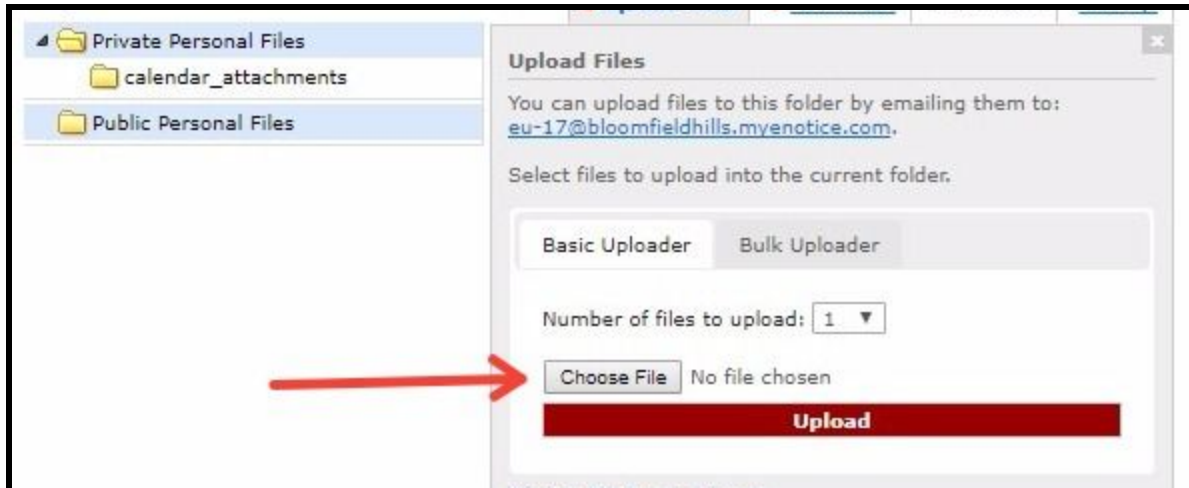 Private Personal Files
calendar_attachments
Public Personal Files
Upload Files
You can upload files to this folder by emailing them to:
eu-17@bloomfieldhills.myenotice.com.
Select files to upload into the current folder.
Basic Uploader Bulk Uploader
Number of files to upload: 1
Choose File No file chosen
Upload